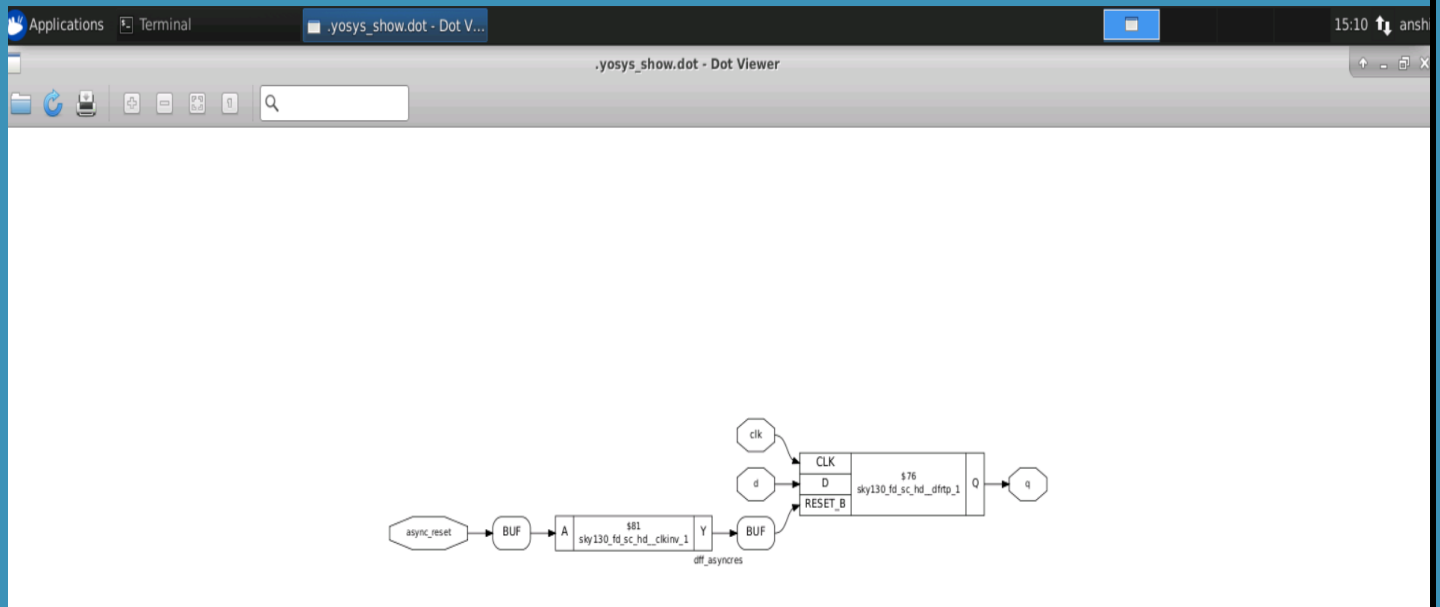 Applications
Terminal
.yosys_show.dot - Dot V...
15:10
anshi
.yosys_show.dot - Dot Viewer
clk
CLK
$76
sky130_fd_sc_hd__dfrtp_1
d
D
Q
q
RESET_B
async_reset
BUF
A
$81
sky130_fd_sc_hd__clkinv_1
Y
BUF
dff_asyncres